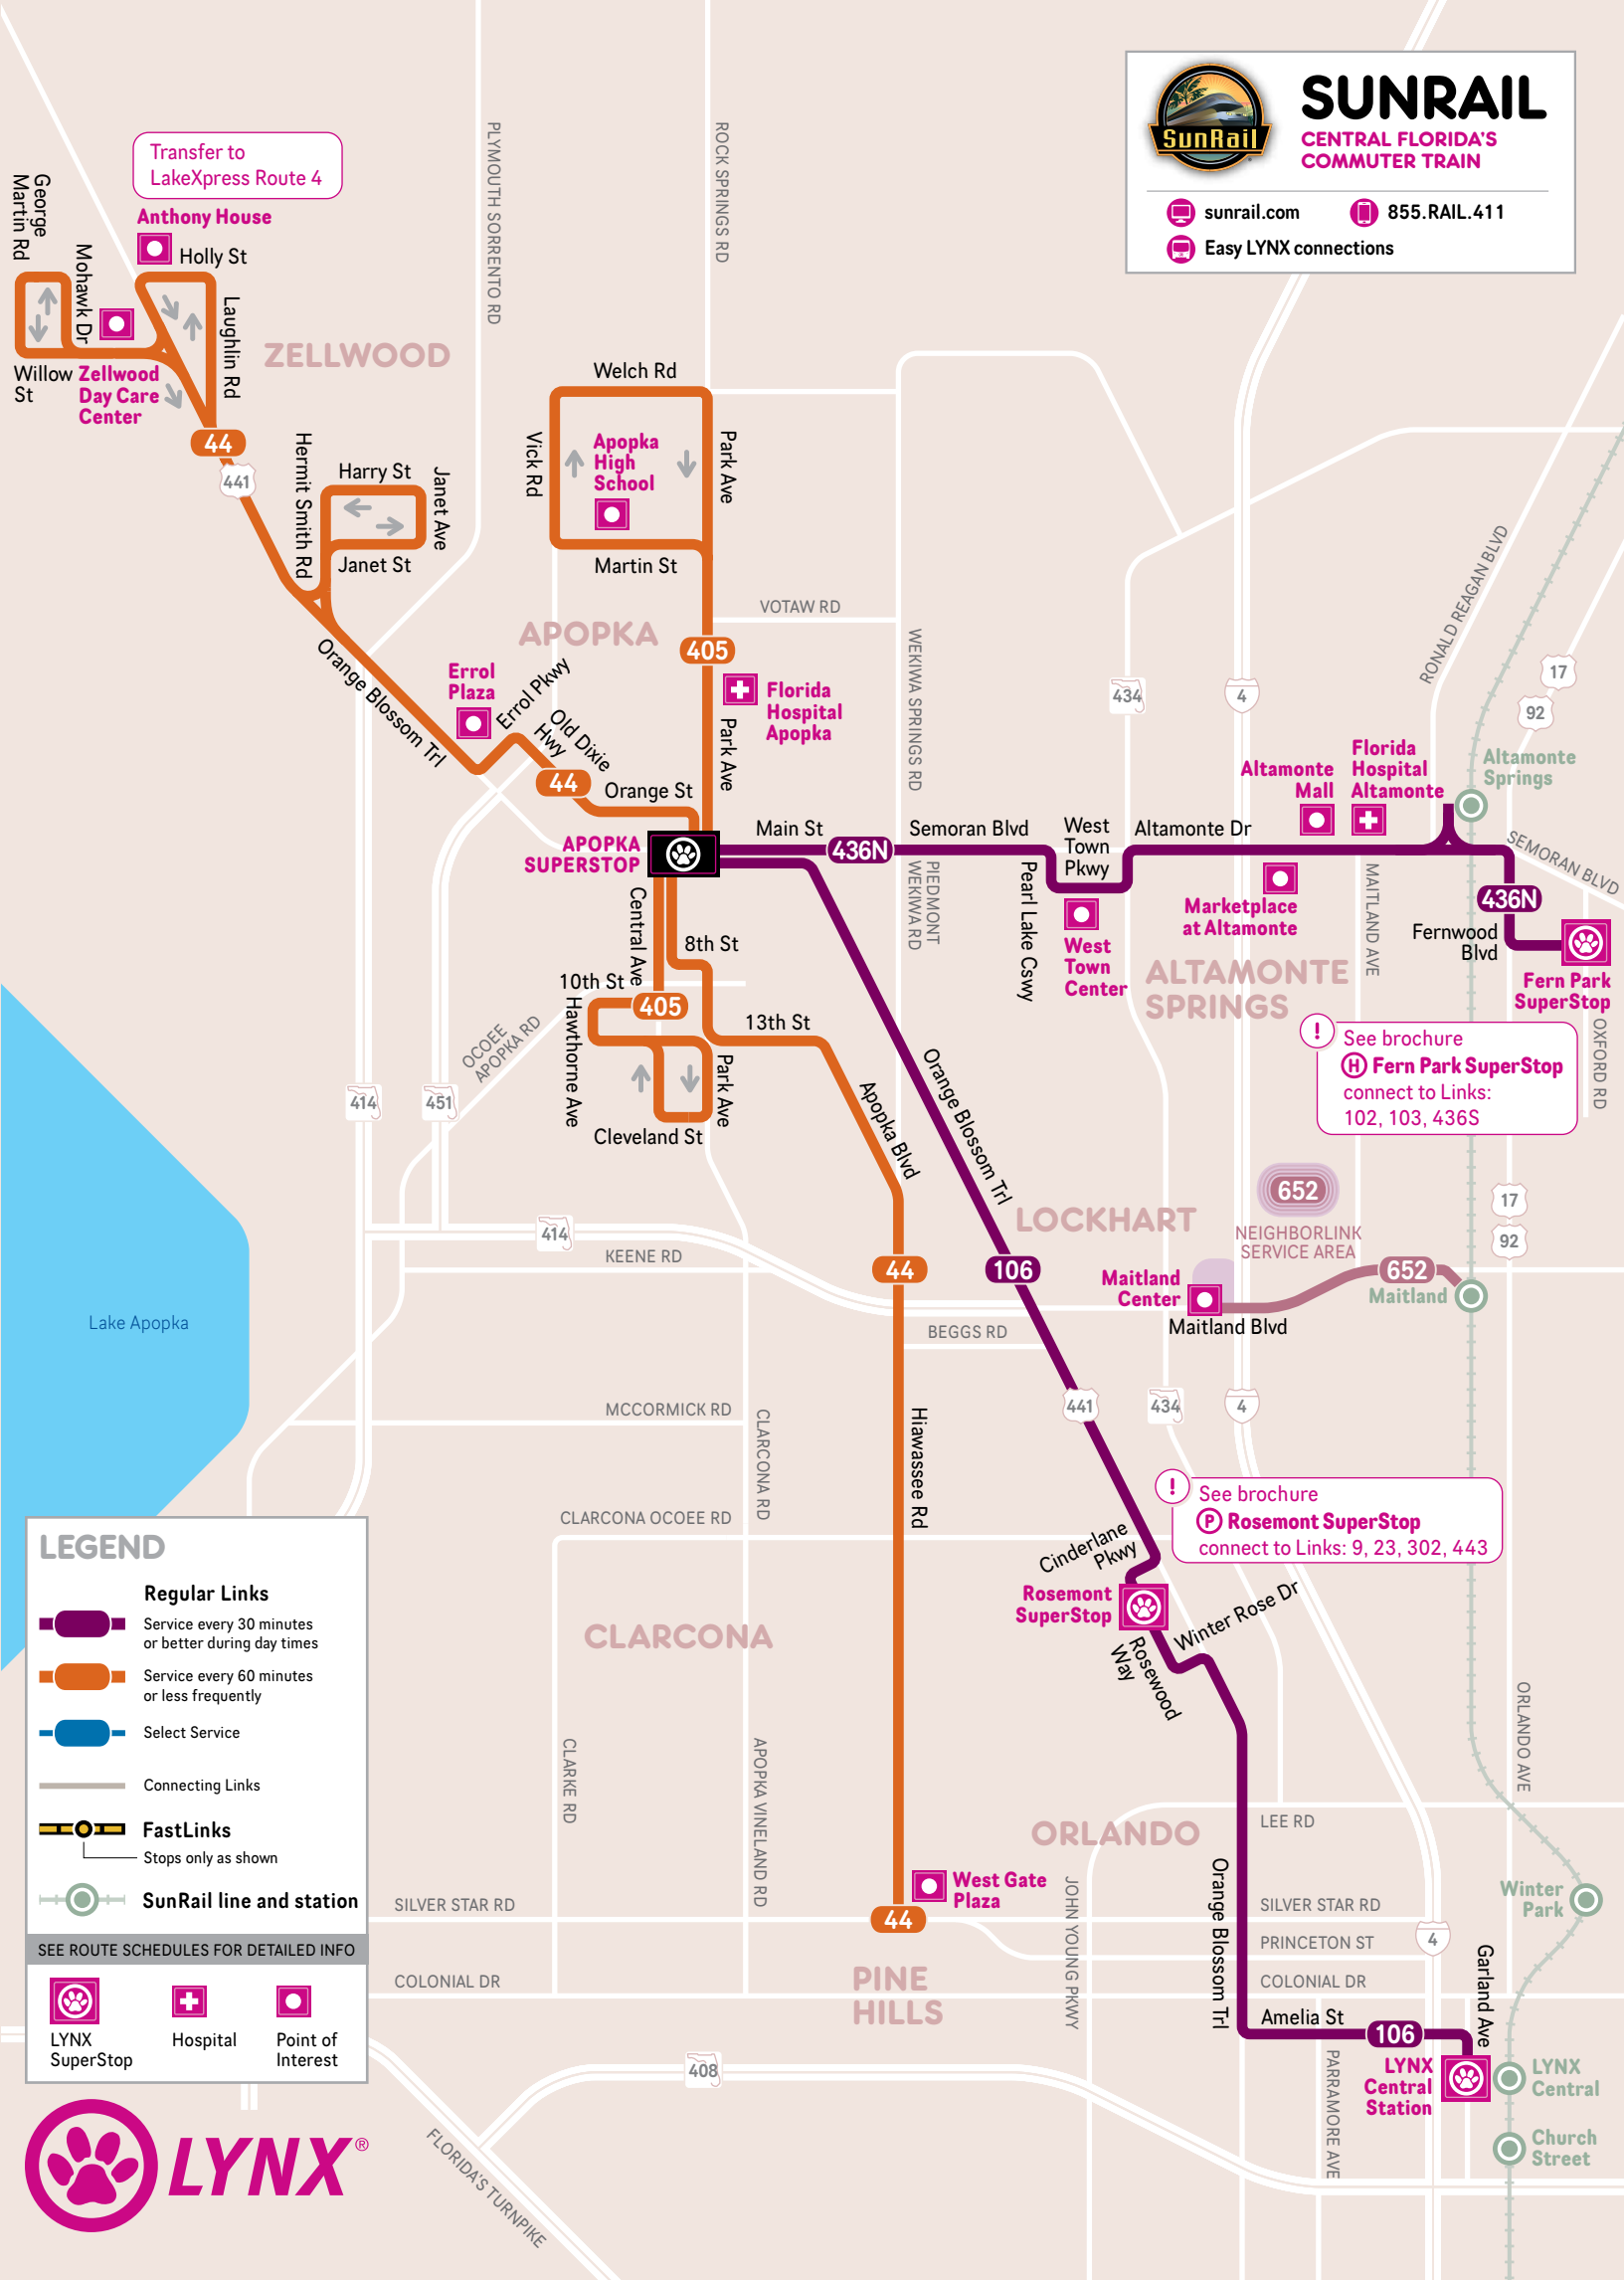 SunRail
SUNRAIL
CENTRAL FLORIDA'S
COMMUTER TRAIN
sunrail.com
855.RAIL.411
Easy LYNX connections
Transfer to
LakeXpress Route 4
Anthony House
George
Martin Rd
Mohawk Dr
Holly St
Laughlin Rd
Willow
St
Zellwood
Day Care
Center
ZELLWOOD
44
441
PLYMOUTH SORRENTO RD
ROCK SPRINGS RD
Hermit Smith Rd
Harry St
Janet Ave
Janet St
Welch Rd
Vick Rd
Apopka
High
School
Park Ave
Martin St
VOTAW RD
APOPKA
405
Orange Blossom Trl
Errol
Plaza
Errol Pkwy
Old Dixie
Hwy
44
Orange St
Florida
Hospital
Apopka
Park Ave
WEKIWA SPRINGS RD
434
4
RONALD REAGAN BLVD
17
92
Altamonte
Springs
Altamonte
Mall
Florida
Hospital
Altamonte
APOPKA
SUPERSTOP
Main St
436N
Semoran Blvd
West
Town
Pkwy
Altamonte Dr
SEMORAN BLVD
PIEDMONT
WEKIWA RD
Pearl Lake Cswy
West
Town
Center
Marketplace
at Altamonte
MAITLAND AVE
436N
Fernwood
Blvd
Fern Park
SuperStop
ALTAMONTE
SPRINGS
OXFORD RD
Central Ave
8th St
10th St
405
13th St
Hawthorne Ave
Park Ave
Cleveland St
OCOEE
APOPKA RD
414
451
Apopka Blvd
Orange Blossom Trl
!
See brochure
H Fern Park SuperStop
connect to Links:
102, 103, 436S
652
NEIGHBORLINK
SERVICE AREA
LOCKHART
17
92
414
KEENE RD
44
106
Maitland
Center
652
Maitland
Maitland Blvd
Lake Apopka
BEGGS RD
441
434
4
MCCORMICK RD
CLARCONA RD
Hiawassee Rd
CLARCONA OCOEE RD
!
See brochure
P Rosemont SuperStop
connect to Links: 9, 23, 302, 443
Cinderlane
Pkwy
Rosemont
SuperStop
Winter Rose Dr
Rosewood
Way
CLARCONA
CLARKE RD
APOPKA VINELAND RD
ORLANDO AVE
ORLANDO
LEE RD
West Gate
Plaza
44
JOHN YOUNG PKWY
Orange Blossom Trl
Winter
Park
SILVER STAR RD
SILVER STAR RD
PRINCETON ST
4
COLONIAL DR
COLONIAL DR
PINE
HILLS
Garland Ave
Amelia St
106
LYNX
Central
Station
LYNX
Central
PARRAMORE AVE
Church
Street
408
FLORIDA'S TURNPIKE
LEGEND
Regular Links
Service every 30 minutes
or better during day times
Service every 60 minutes
or less frequently
Select Service
Connecting Links
FastLinks
Stops only as shown
SunRail line and station
SEE ROUTE SCHEDULES FOR DETAILED INFO
LYNX
SuperStop
Hospital
Point of
Interest
LYNX®